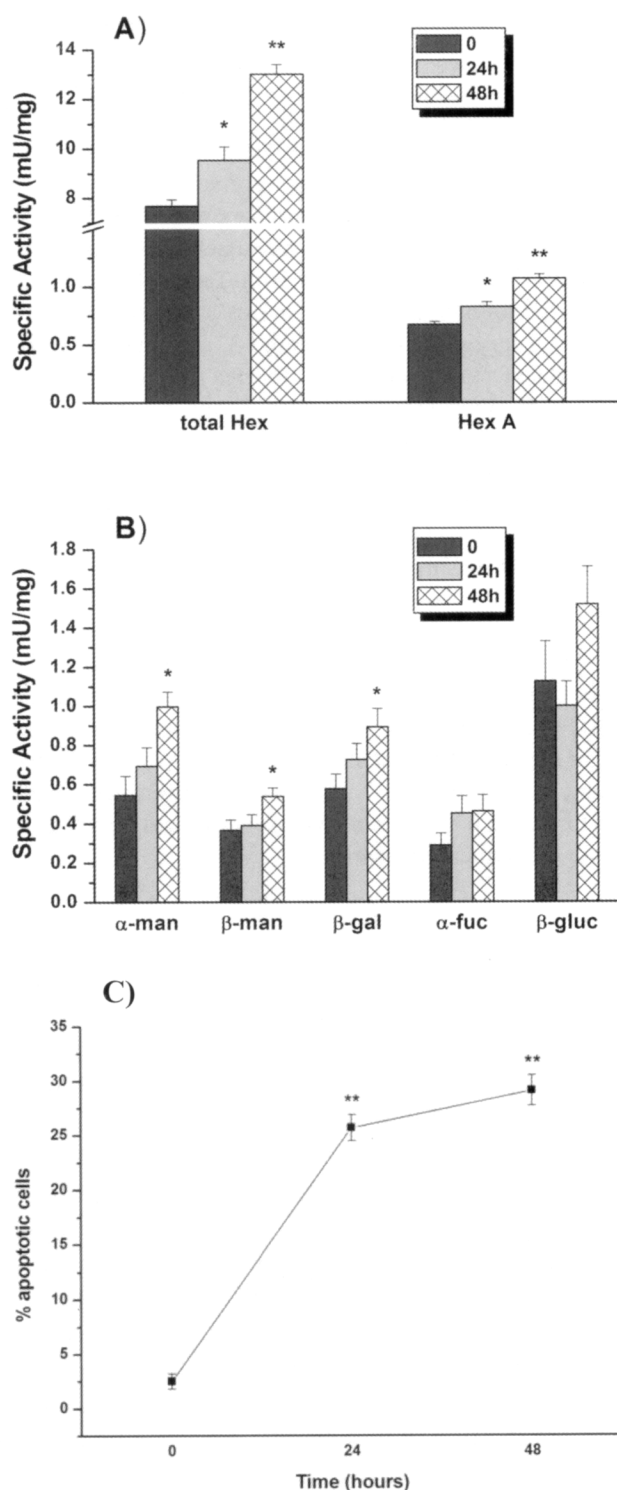 A)
0
24h
48h
Specific Activity (mU/mg)
14
12
10
8
1.0
0.5
0.0
*
**
*
**
total Hex
Hex A
B)
0
24h
48h
Specific Activity (mU/mg)
1.8
1.6
1.4
1.2
1.0
0.8
0.6
0.4
0.2
0.0
*
*
*
α-man
β-man
β-gal
α-fuc
β-gluc
C)
% apoptotic cells
35
30
25
20
15
10
5
0
**
**
0
24
48
Time (hours)